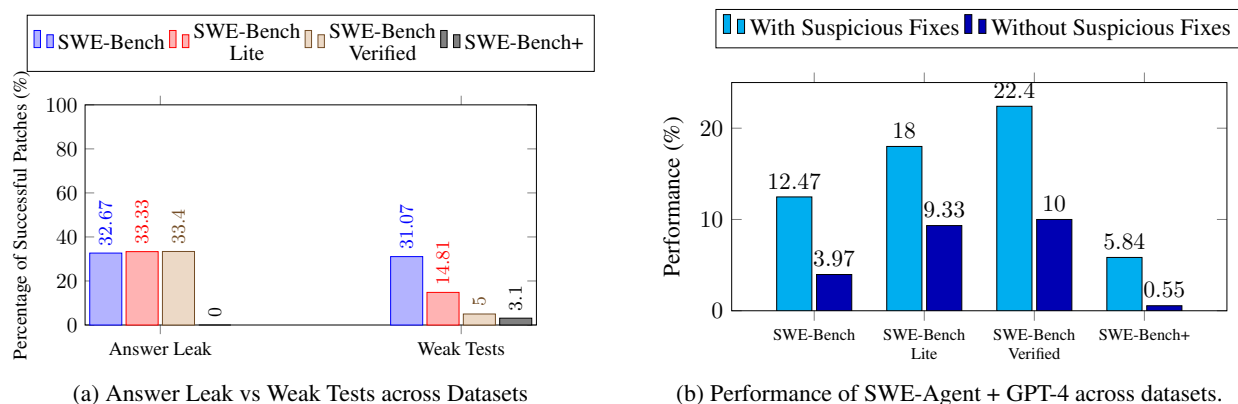 SWE-Bench
SWE-Bench
Lite
SWE-Bench
Verified
SWE-Bench+
Percentage of Successful Patches (%)
100
80
60
40
20
0
32.67
33.33
33.4
0
31.07
14.81
5
3.1
Answer Leak
Weak Tests
(a) Answer Leak vs Weak Tests across Datasets
With Suspicious Fixes
Without Suspicious Fixes
Performance (%)
20
10
0
12.47
3.97
18
9.33
22.4
10
5.84
0.55
SWE-Bench
SWE-Bench
Lite
SWE-Bench
Verified
SWE-Bench+
(b) Performance of SWE-Agent + GPT-4 across datasets.